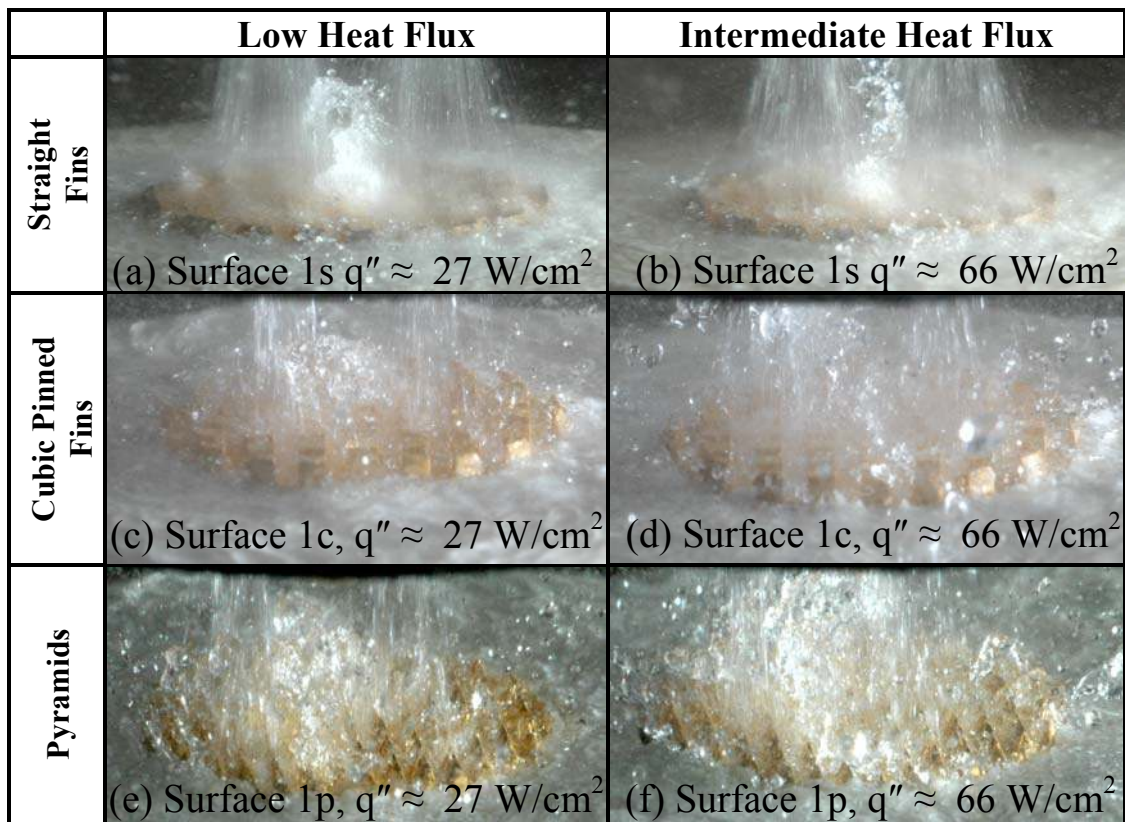 Low Heat Flux
Intermediate Heat Flux
Straight
Fins
(a) Surface 1s q″ ≈ 27 W/cm²
(b) Surface 1s q″ ≈ 66 W/cm²
Cubic Pinned
Fins
(c) Surface 1c, q″ ≈ 27 W/cm²
(d) Surface 1c, q″ ≈ 66 W/cm²
Pyramids
(e) Surface 1p, q″ ≈ 27 W/cm²
(f) Surface 1p, q″ ≈ 66 W/cm²